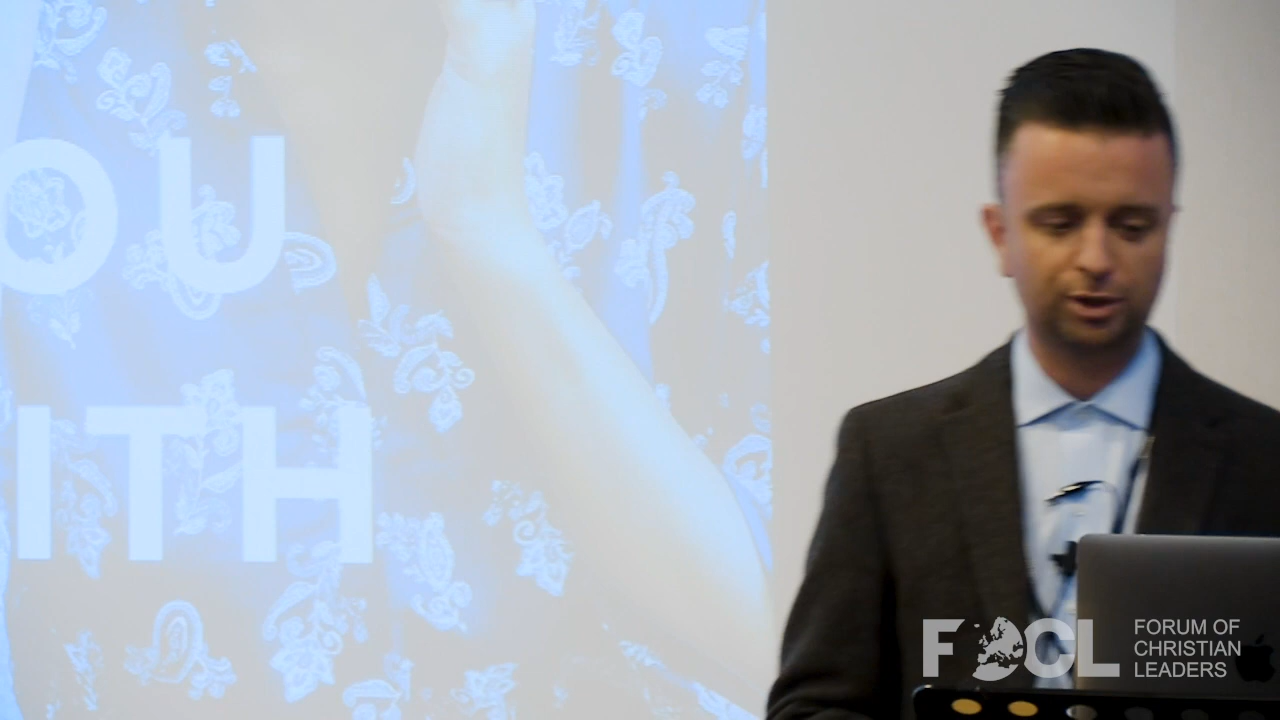 OU
ITH
FOCL
FORUM OF
CHRISTIAN
LEADERS